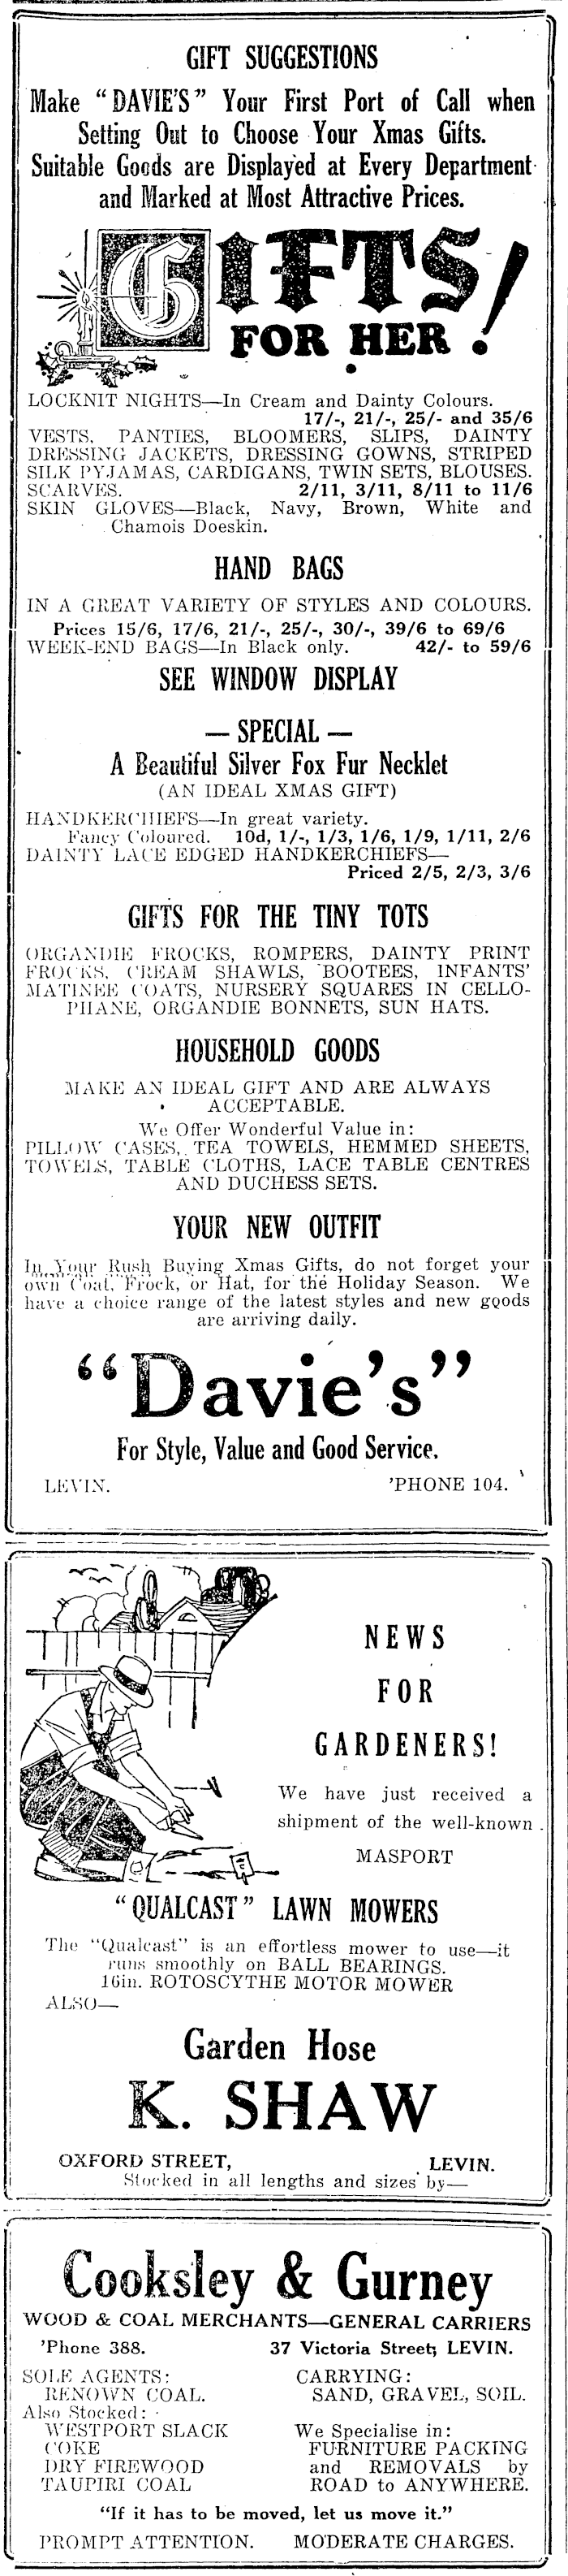 GIFT SUGGESTIONS
Make "DAVIE'S" Your First Port of Call when
Setting Out to Choose Your Xmas Gifts.
Suitable Goods are Displayed at Every Department
and Marked at Most Attractive Prices.
GIFTS!
FOR HER
LOCKNIT NIGHTS—In Cream and Dainty Colours.
17/-, 21/-, 25/- and 35/6
VESTS, PANTIES, BLOOMERS, SLIPS, DAINTY
DRESSING JACKETS, DRESSING GOWNS, STRIPED
SILK PYJAMAS, CARDIGANS, TWIN SETS, BLOUSES.
SCARVES. 2/11, 3/11, 8/11 to 11/6
SKIN GLOVES—Black, Navy, Brown, White and
Chamois Doeskin.
HAND BAGS
IN A GREAT VARIETY OF STYLES AND COLOURS.
Prices 15/6, 17/6, 21/-, 25/-, 30/-, 39/6 to 69/6
WEEK-END BAGS—In Black only. 42/- to 59/6
SEE WINDOW DISPLAY
— SPECIAL —
A Beautiful Silver Fox Fur Necklet
(AN IDEAL XMAS GIFT)
HANDKERCHIEFS—In great variety.
Fancy Coloured. 10d, 1/-, 1/3, 1/6, 1/9, 1/11, 2/6
DAINTY LACE EDGED HANDKERCHIEFS—
Priced 2/5, 2/3, 3/6
GIFTS FOR THE TINY TOTS
ORGANDIE FROCKS, ROMPERS, DAINTY PRINT
FROCKS, CREAM SHAWLS, BOOTEES, INFANTS'
MATINEE COATS, NURSERY SQUARES IN CELLO-
PHANE, ORGANDIE BONNETS, SUN HATS.
HOUSEHOLD GOODS
MAKE AN IDEAL GIFT AND ARE ALWAYS
ACCEPTABLE.
We Offer Wonderful Value in:
PILLOW CASES, TEA TOWELS, HEMMED SHEETS,
TOWELS, TABLE CLOTHS, LACE TABLE CENTRES
AND DUCHESS SETS.
YOUR NEW OUTFIT
In Your Rush Buying Xmas Gifts, do not forget your
own Coat, Frock, or Hat, for the Holiday Season. We
have a choice range of the latest styles and new goods
are arriving daily.
"Davie's"
For Style, Value and Good Service.
LEVIN. 'PHONE 104.
NEWS
FOR
GARDENERS!
We have just received a
shipment of the well-known
MASPORT
"QUALCAST" LAWN MOWERS
The "Qualcast" is an effortless mower to use—it
runs smoothly on BALL BEARINGS.
16in. ROTOSCYTHE MOTOR MOWER
ALSO—
Garden Hose
K. SHAW
OXFORD STREET, LEVIN.
Stocked in all lengths and sizes by—
Cooksley & Gurney
WOOD & COAL MERCHANTS—GENERAL CARRIERS
'Phone 388. 37 Victoria Street, LEVIN.
SOLE AGENTS:
RENOWN COAL.
Also Stocked:
WESTPORT SLACK
COKE
DRY FIREWOOD
TAUPIRI COAL
CARRYING:
SAND, GRAVEL, SOIL.
We Specialise in:
FURNITURE PACKING
and REMOVALS by
ROAD to ANYWHERE.
"If it has to be moved, let us move it."
PROMPT ATTENTION. MODERATE CHARGES.